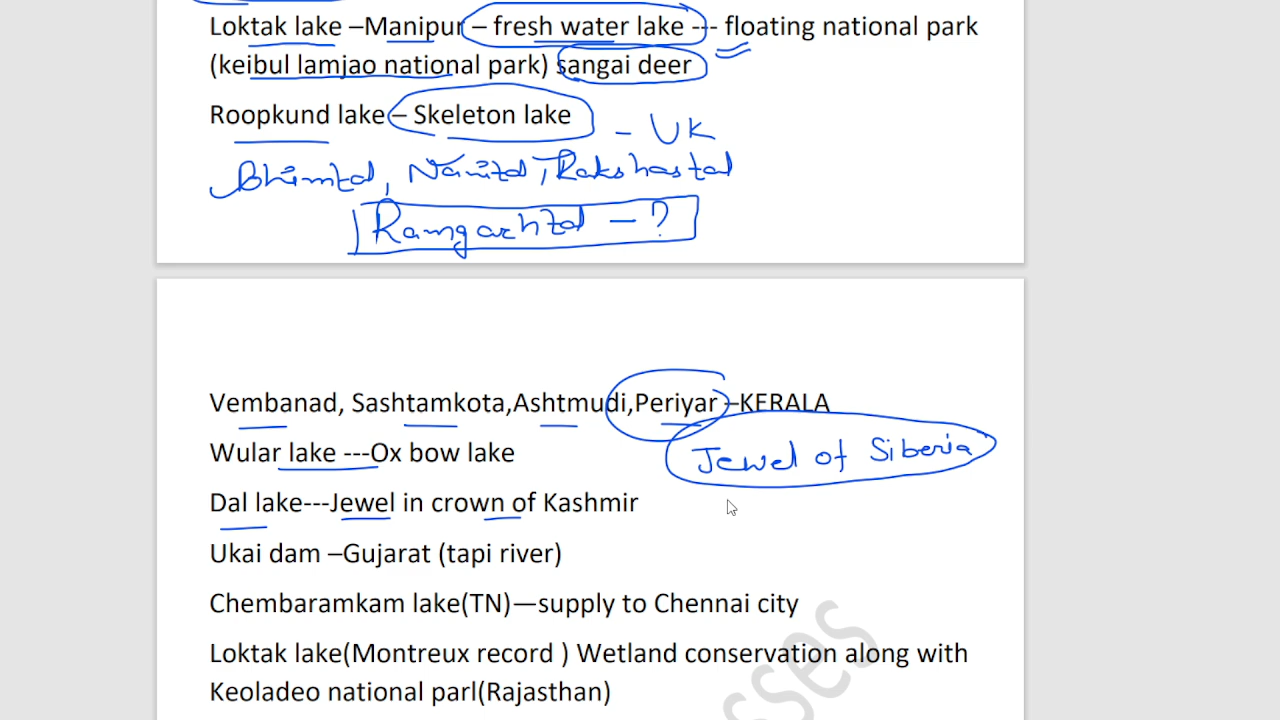 Loktak lake –Manipur – fresh water lake --- floating national park
(keibul lamjao national park) sangai deer
Roopkund lake – Skeleton lake
– UK
Bhimtal, Nainital, Rakshastal
Ramgarhtal – ?
Vembanad, Sashtamkota,Ashtmudi,Periyar –KERALA
Wular lake ---Ox bow lake
Jewel of Siberia
Dal lake---Jewel in crown of Kashmir
Ukai dam –Gujarat (tapi river)
Chembaramkam lake(TN)—supply to Chennai city
Loktak lake(Montreux record ) Wetland conservation along with
Keoladeo national parl(Rajasthan)